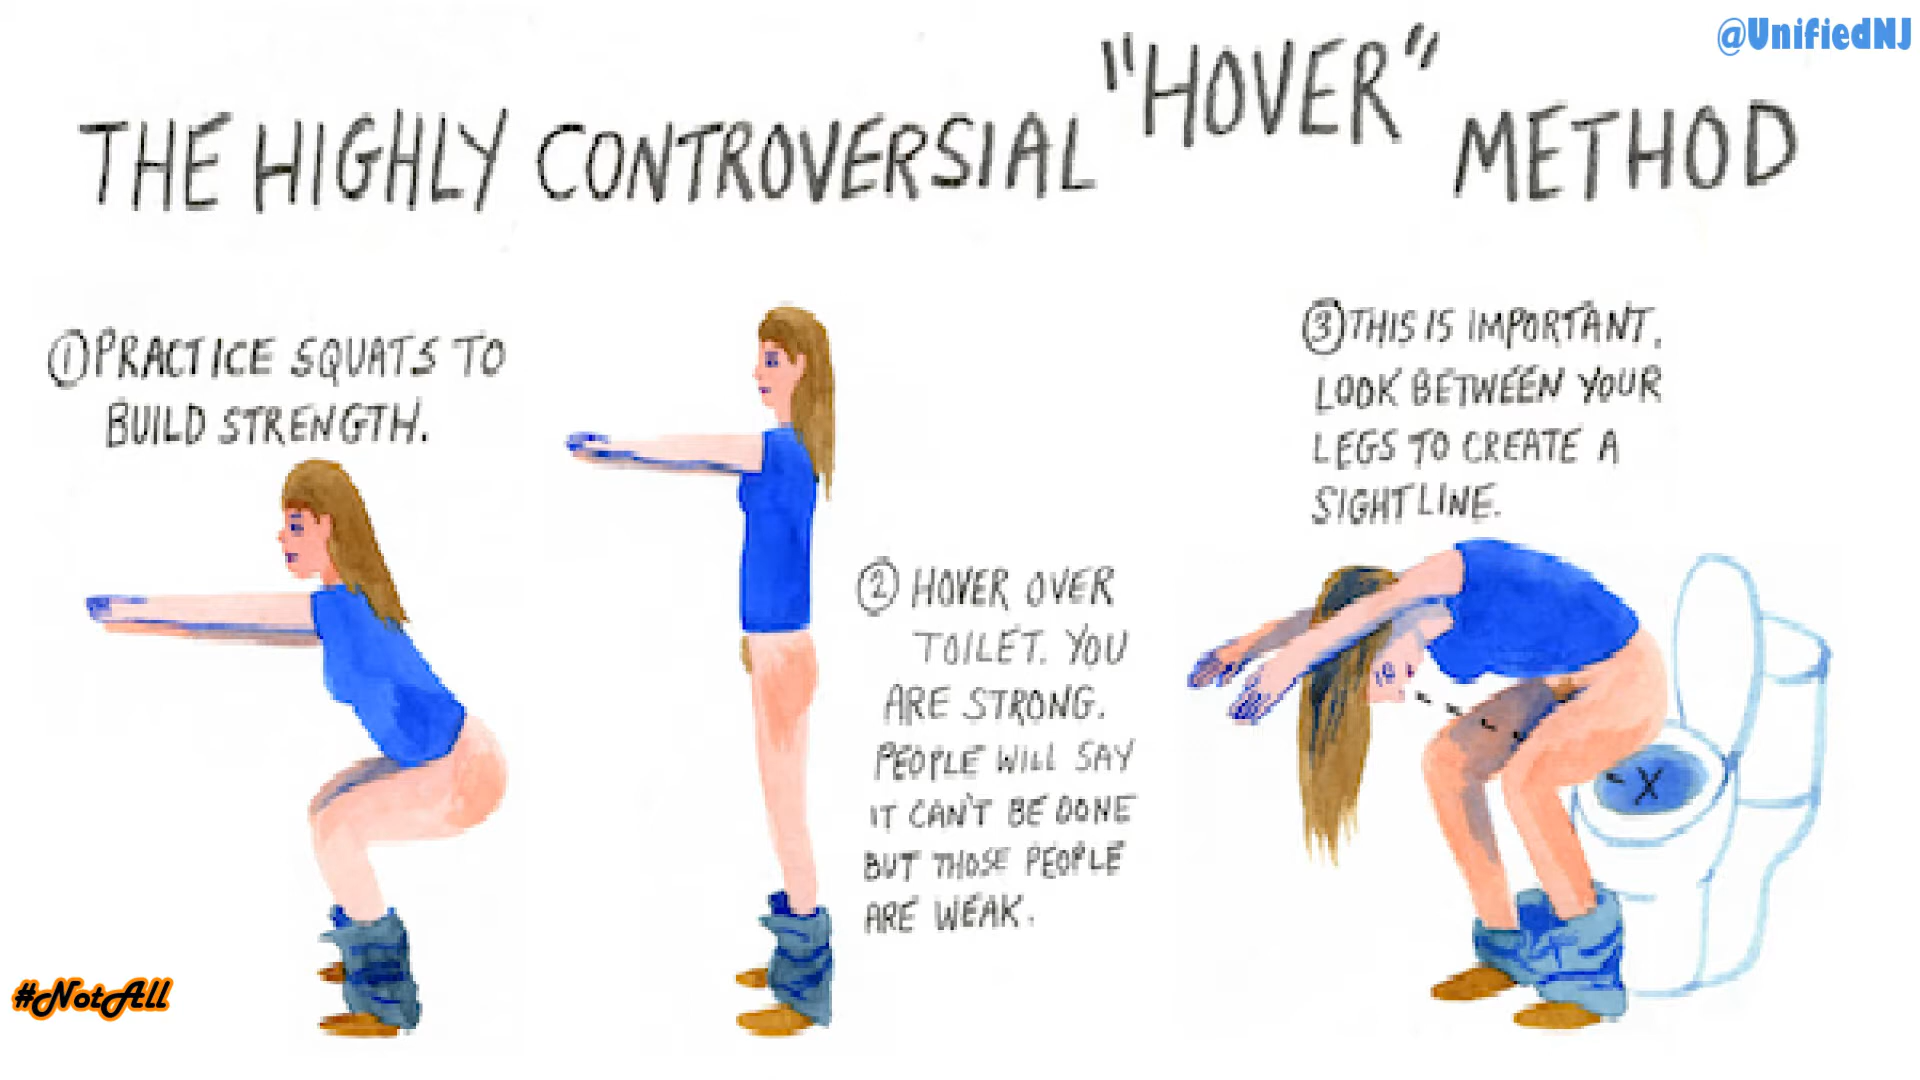 @UnifiedNJ
THE HIGHLY CONTROVERSIAL "HOVER" METHOD
① PRACTICE SQUATS TO
BUILD STRENGTH.
② HOVER OVER
TOILET. YOU
ARE STRONG.
PEOPLE WILL SAY
IT CAN'T BE DONE
BUT THOSE PEOPLE
ARE WEAK.
③ THIS IS IMPORTANT.
LOOK BETWEEN YOUR
LEGS TO CREATE A
SIGHTLINE.
X
#NotAll